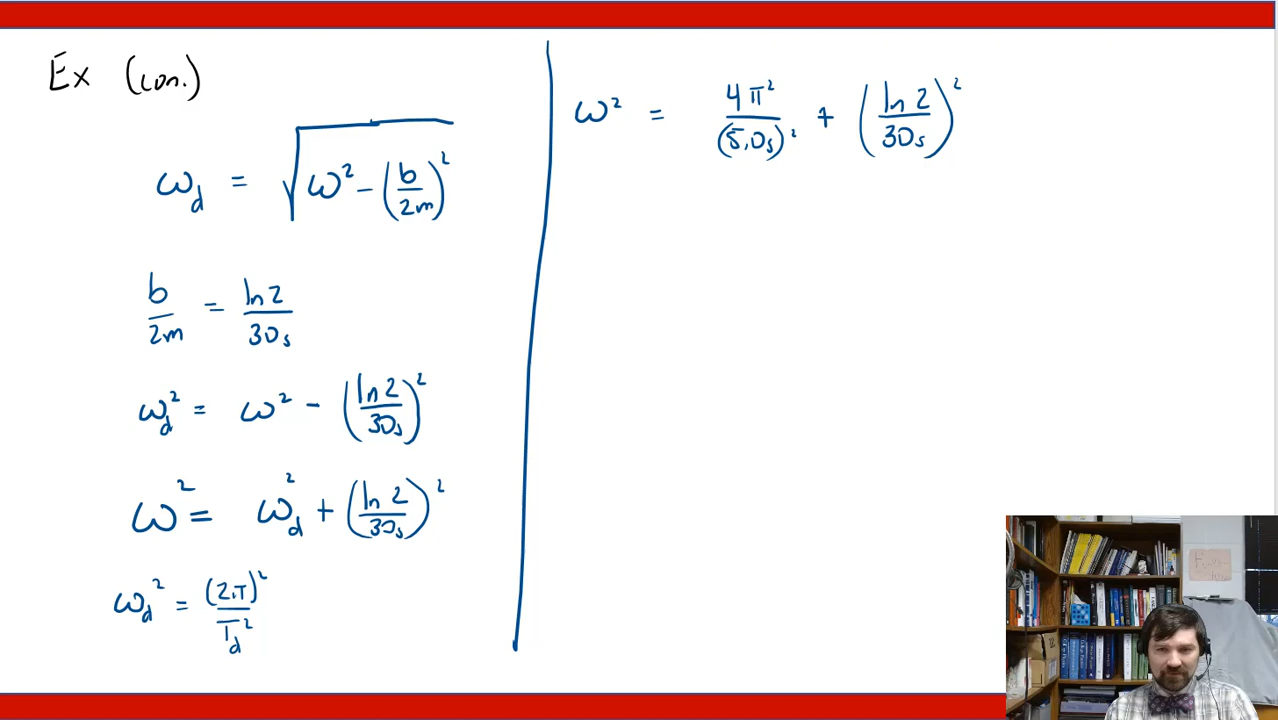 Ex (con.)
ω_d = √(ω² − (b/2m)²)
b/2m = ln2/30s
ω_d² = ω² − (ln2/30s)²
ω² = ω_d² + (ln2/30s)²
ω_d² = (2π)²/T_d²
ω² = 4π²/(5.0s)² + (ln2/30s)²